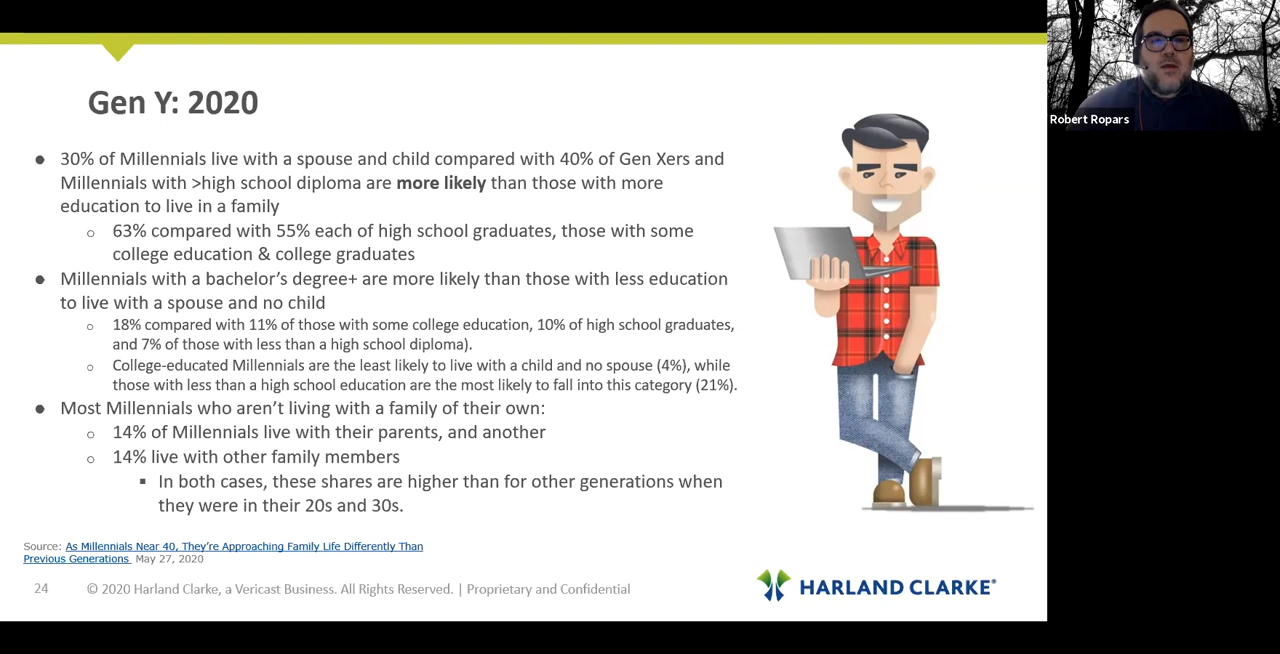 Gen Y: 2020
● 30% of Millennials live with a spouse and child compared with 40% of Gen Xers and
Millennials with >high school diploma are more likely than those with more
education to live in a family
○ 63% compared with 55% each of high school graduates, those with some
college education & college graduates
● Millennials with a bachelor's degree+ are more likely than those with less education
to live with a spouse and no child
○ 18% compared with 11% of those with some college education, 10% of high school graduates,
and 7% of those with less than a high school diploma).
○ College-educated Millennials are the least likely to live with a child and no spouse (4%), while
those with less than a high school education are the most likely to fall into this category (21%).
● Most Millennials who aren't living with a family of their own:
○ 14% of Millennials live with their parents, and another
○ 14% live with other family members
▪ In both cases, these shares are higher than for other generations when
they were in their 20s and 30s.
Source: As Millennials Near 40, They're Approaching Family Life Differently Than
Previous Generations May 27, 2020
24 © 2020 Harland Clarke, a Vericast Business. All Rights Reserved. | Proprietary and Confidential
HARLAND CLARKE®
Robert Ropars